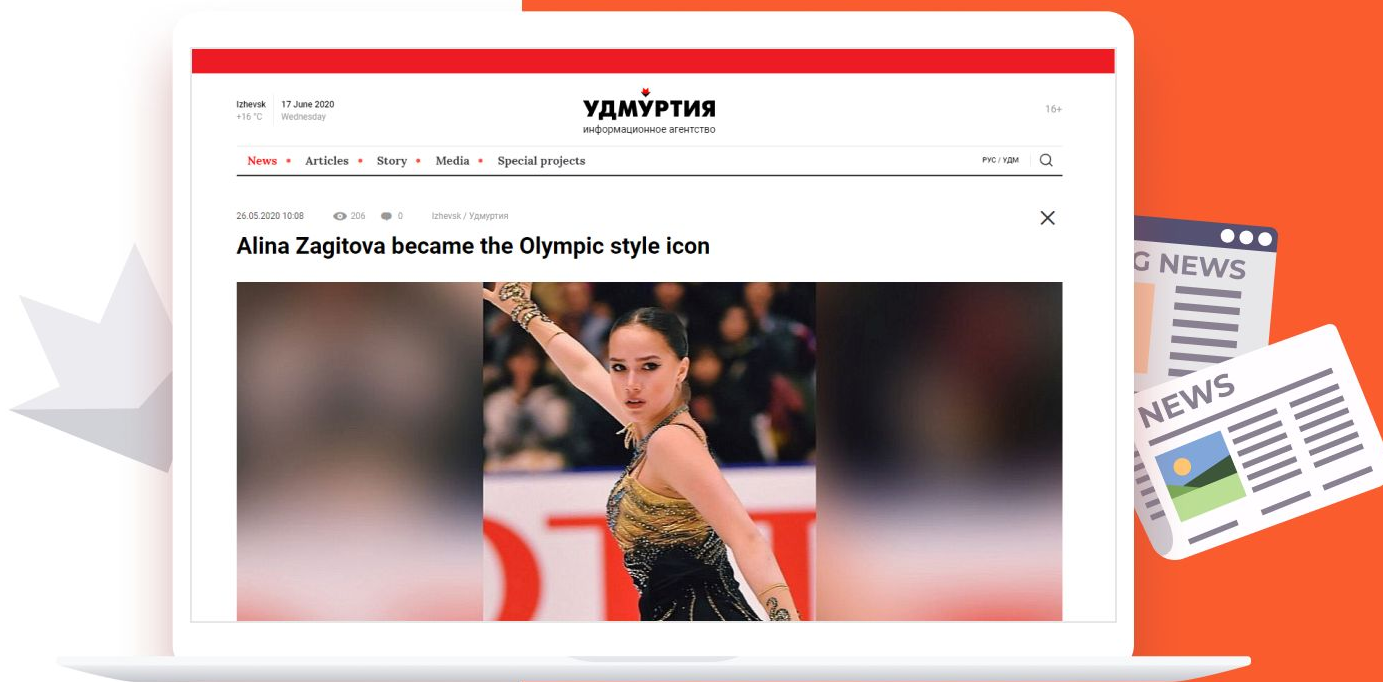 Izhevsk 17 June 2020
+16 °C Wednesday
УДМУРТИЯ
информационное агентство
16+
News • Articles • Story • Media • Special projects
РУС / УДМ
26.05.2020 10:08 206 0 Izhevsk / Удмуртия
Alina Zagitova became the Olympic style icon
G NEWS
NEWS